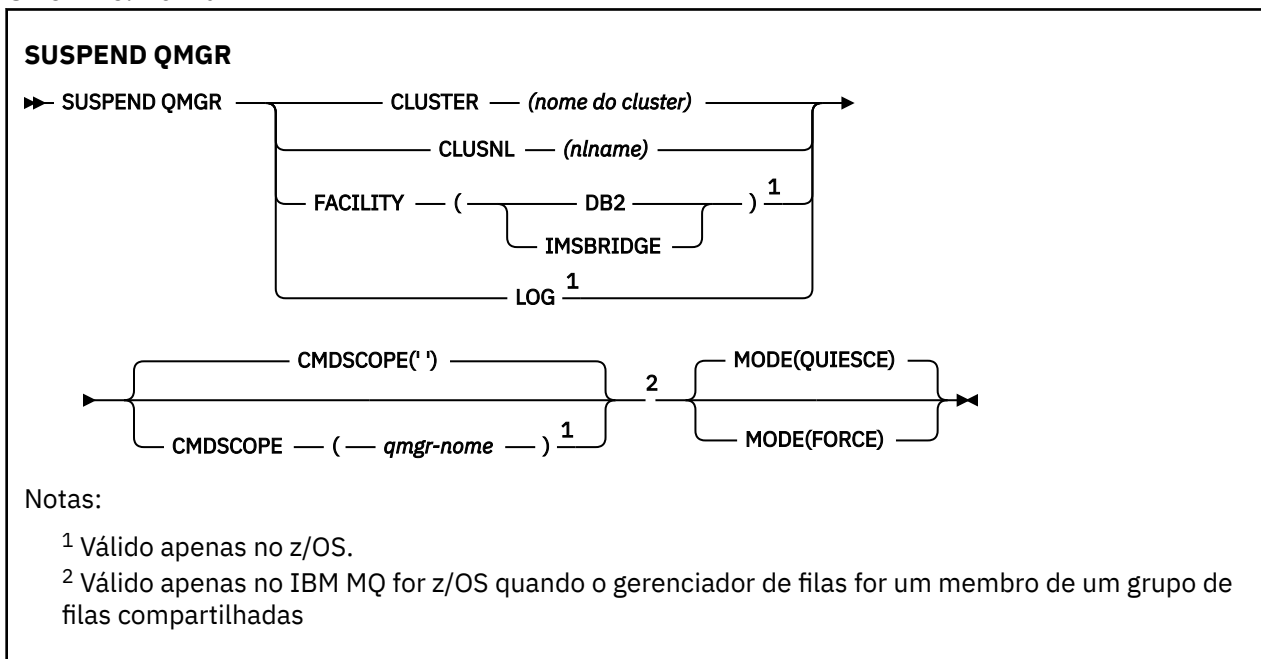 SUSPEND QMGR
SUSPEND QMGR CLUSTER (nome do cluster)
CLUSNL (nlname)
FACILITY ( DB2 ) 1
IMSBRIDGE
LOG 1
CMDSCOPE(' ') 2 MODE(QUIESCE)
CMDSCOPE ( qmgr-nome ) 1 MODE(FORCE)
Notas:
1 Válido apenas no z/OS.
2 Válido apenas no IBM MQ for z/OS quando o gerenciador de filas for um membro de um grupo de
filas compartilhadas